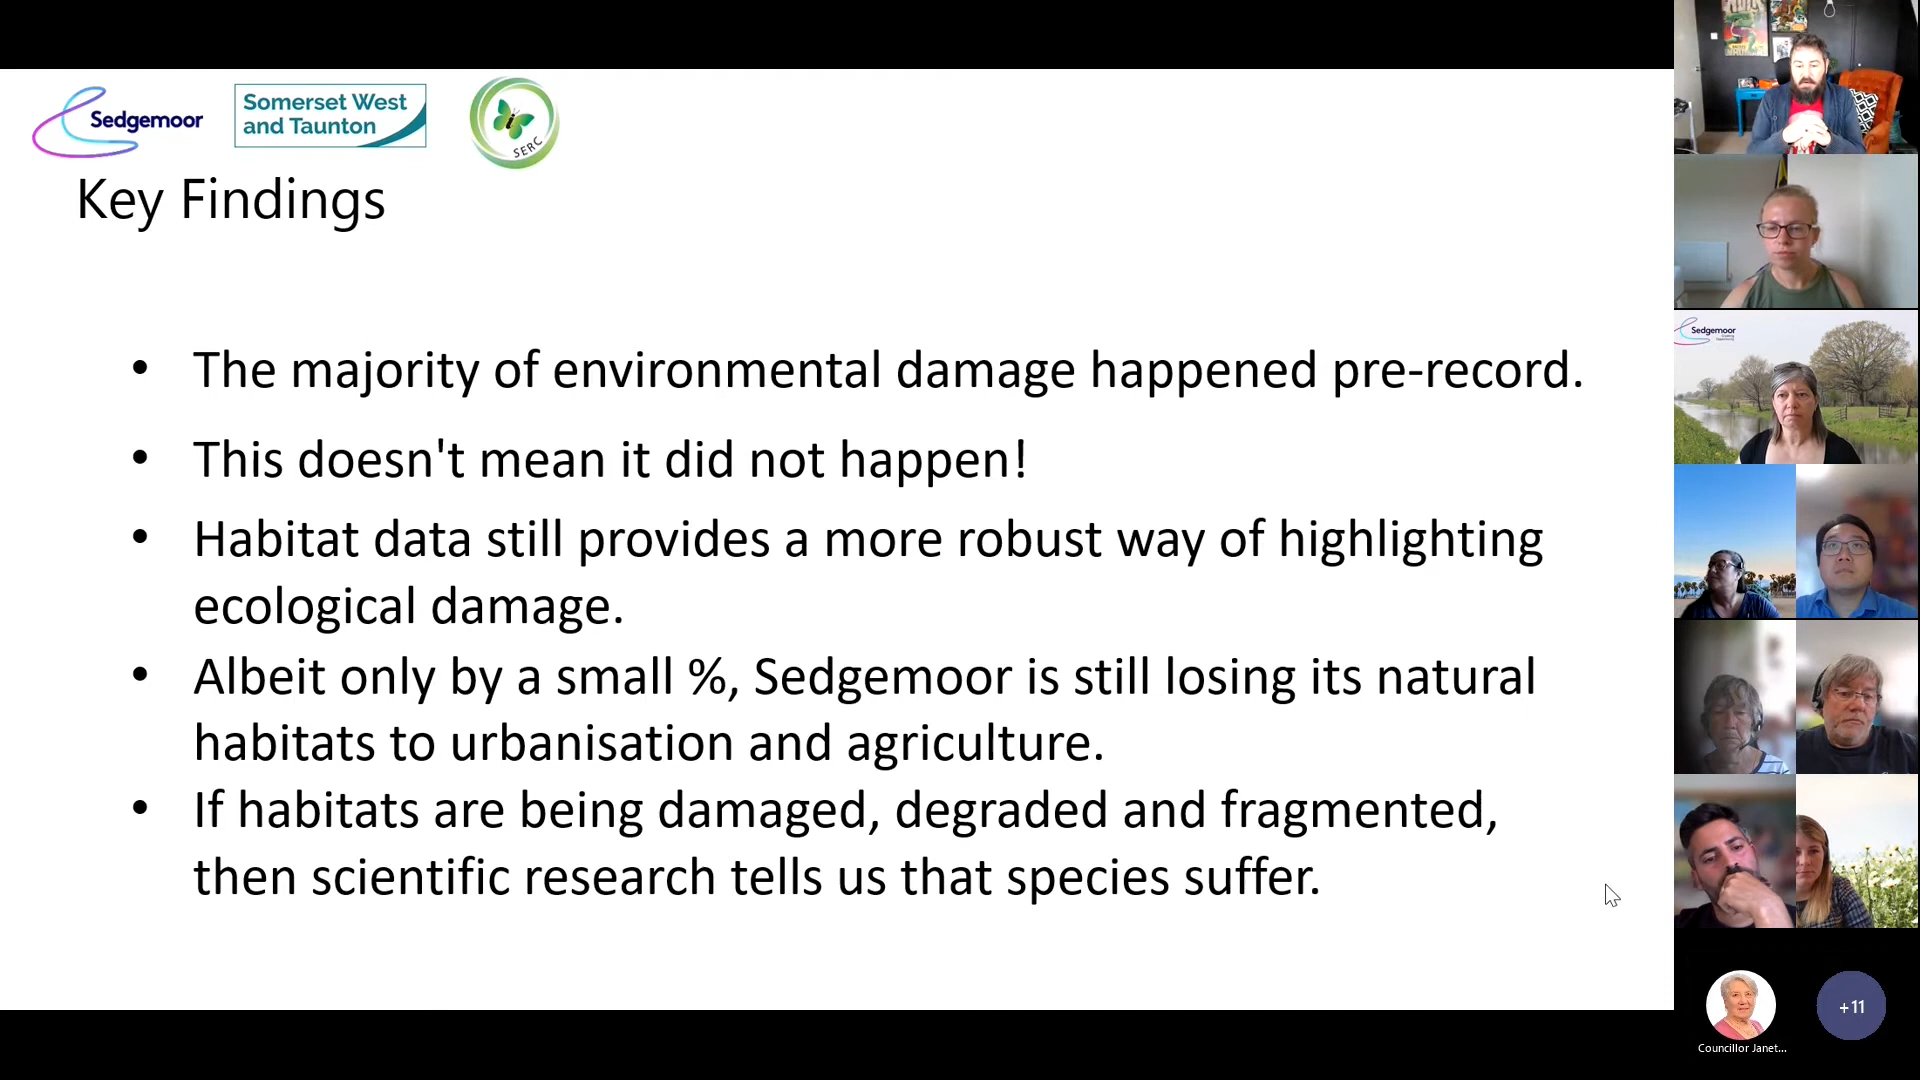 Sedgemoor
Somerset West
and Taunton
SERC
Key Findings
• The majority of environmental damage happened pre-record.
• This doesn't mean it did not happen!
• Habitat data still provides a more robust way of highlighting
ecological damage.
• Albeit only by a small %, Sedgemoor is still losing its natural
habitats to urbanisation and agriculture.
• If habitats are being damaged, degraded and fragmented,
then scientific research tells us that species suffer.
Sedgemoor
Councillor Janet...
+11